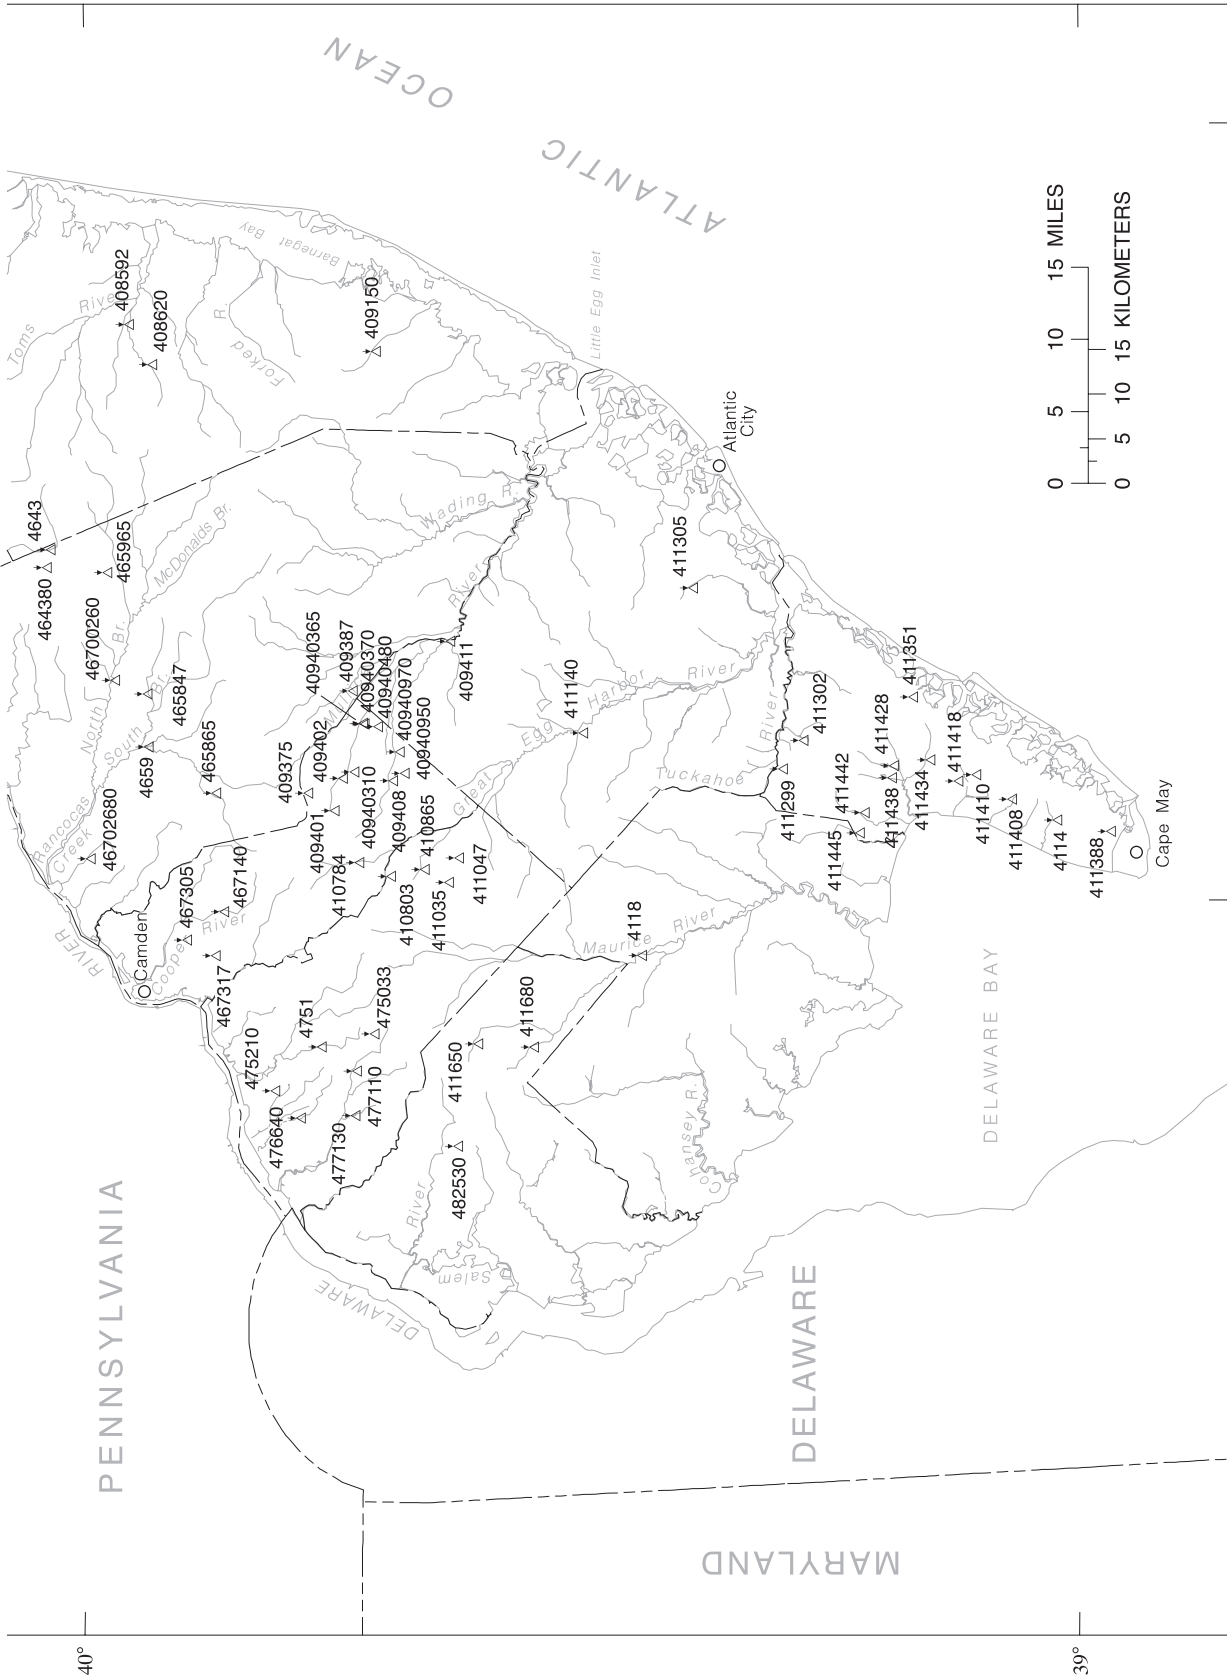 ATLANTIC
OCEAN
Toms
River
408592
408620
Barnegat Bay
Forked
R.
409150
Little Egg Inlet
4643
464380
465965
McDonalds Br.
46700260
North
Br.
465847
South
Br.
4659
465865
Rancocas
Creek
46702680
Wading R.
River
Atlantic
City
411305
40940365
409387
40940370
40940480
40940970
40940950
409411
409402
409375
409401
40940310
409408
410865
410784
410803
411035
411047
411140
Great
Egg
Harbor
River
Tuckahoe
River
411302
411299
411351
411428
411418
411442
411438
411434
411445
411410
411408
4114
411388
Cape May
0 5 10 15 MILES
0 5 10 15 KILOMETERS
RIVER
Camden
Cooper
River
467305
467140
467317
475210
4751
475033
476640
477110
477130
411650
411680
4118
Maurice
River
482530
River
Salem
Cohansey R.
DELAWARE BAY
DELAWARE
PENNSYLVANIA
DELAWARE
MARYLAND
40°
39°